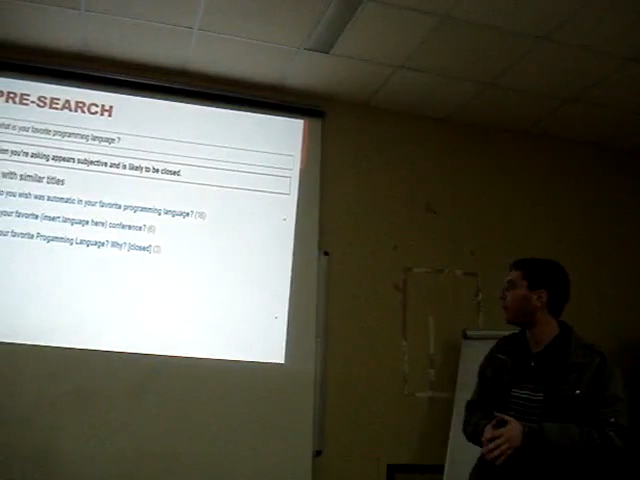 PRE-SEARCH
what is your favorite programming language ?
ion you're asking appears subjective and is likely to be closed.
with similar titles
o you wish was automatic in your favorite programming language? (16)
your favorite (insert language here) conference? (6)
our favorite Progamming Language? Why? [closed] (3)